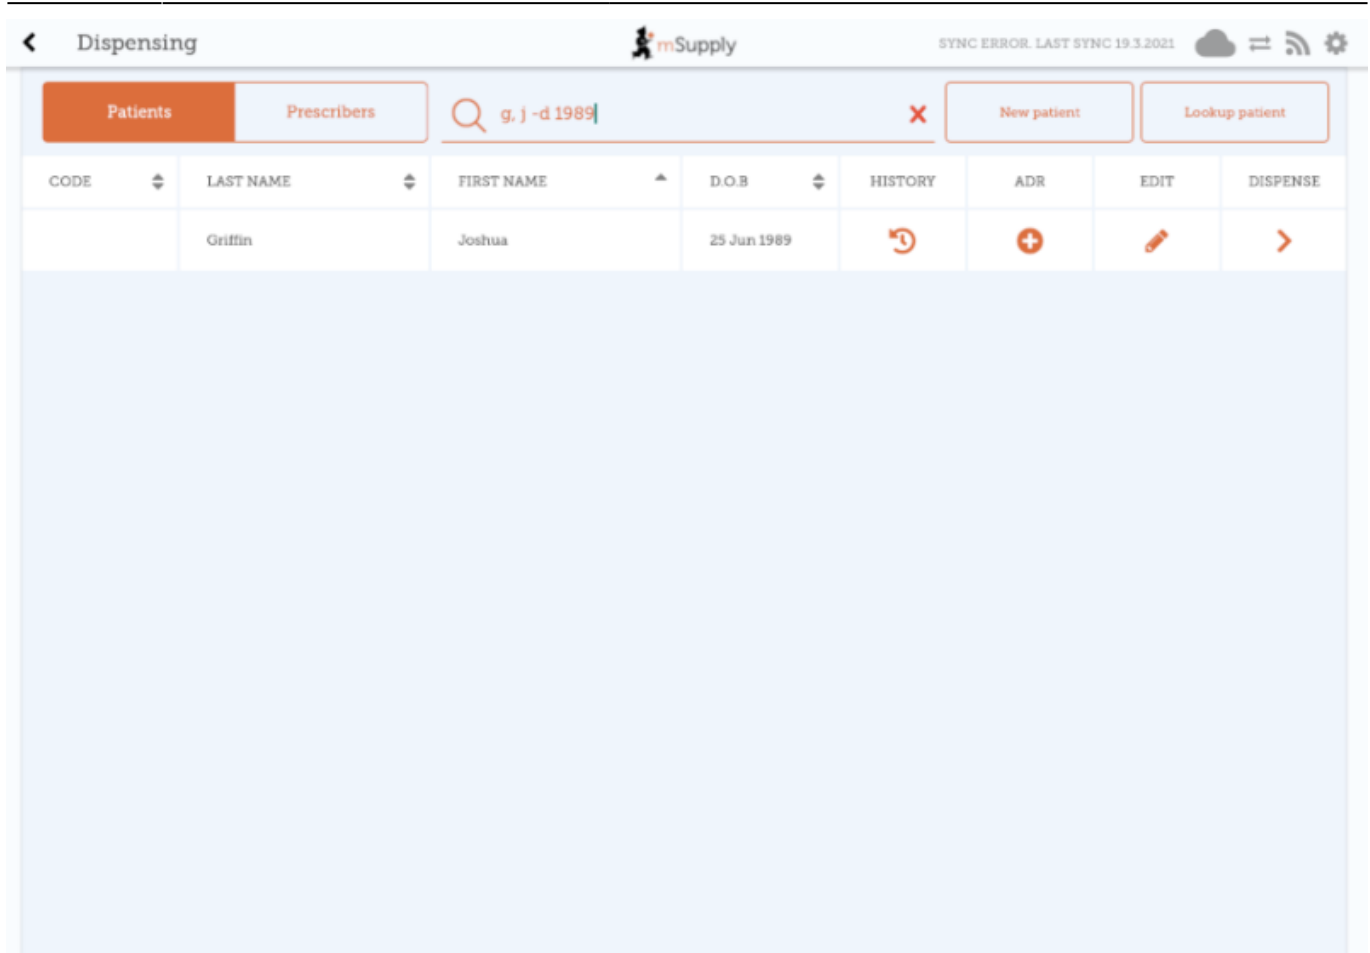 Dispensing
mSupply
SYNC ERROR. LAST SYNC 19.3.2021
Patients
Prescribers
g, j -d 1989
New patient
Lookup patient
CODE LAST NAME FIRST NAME D.O.B HISTORY ADR EDIT DISPENSE
Griffin Joshua 25 Jun 1989